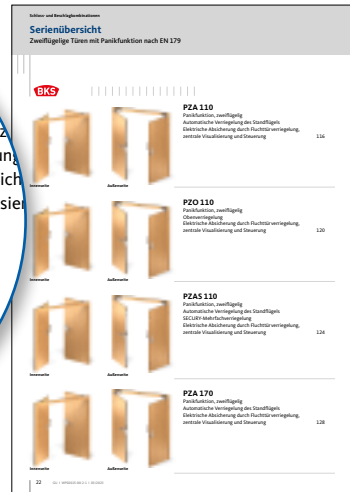 Schloss- und Beschlagkombinationen
Serienübersicht
Zweiflügelige Türen mit Panikfunktion nach EN 179
BKS
PZA 110
Panikfunktion, zweiflügelig
Automatische Verriegelung des Standflügels
Elektrische Absicherung durch Fluchttürverriegelung,
zentrale Visualisierung und Steuerung 116
Innenseite Außenseite
PZO 110
Panikfunktion, zweiflügelig
Obenverriegelung
Elektrische Absicherung durch Fluchttürverriegelung,
zentrale Visualisierung und Steuerung 120
Innenseite Außenseite
PZAS 110
Panikfunktion, zweiflügelig
Automatische Verriegelung des Standflügels
SECURY-Mehrfachverriegelung
Elektrische Absicherung durch Fluchttürverriegelung,
zentrale Visualisierung und Steuerung 124
Innenseite Außenseite
PZA 170
Panikfunktion, zweiflügelig
Automatische Verriegelung des Standflügels
Elektrische Absicherung durch Fluchttürverriegelung,
zentrale Visualisierung und Steuerung 128
Innenseite Außenseite
22